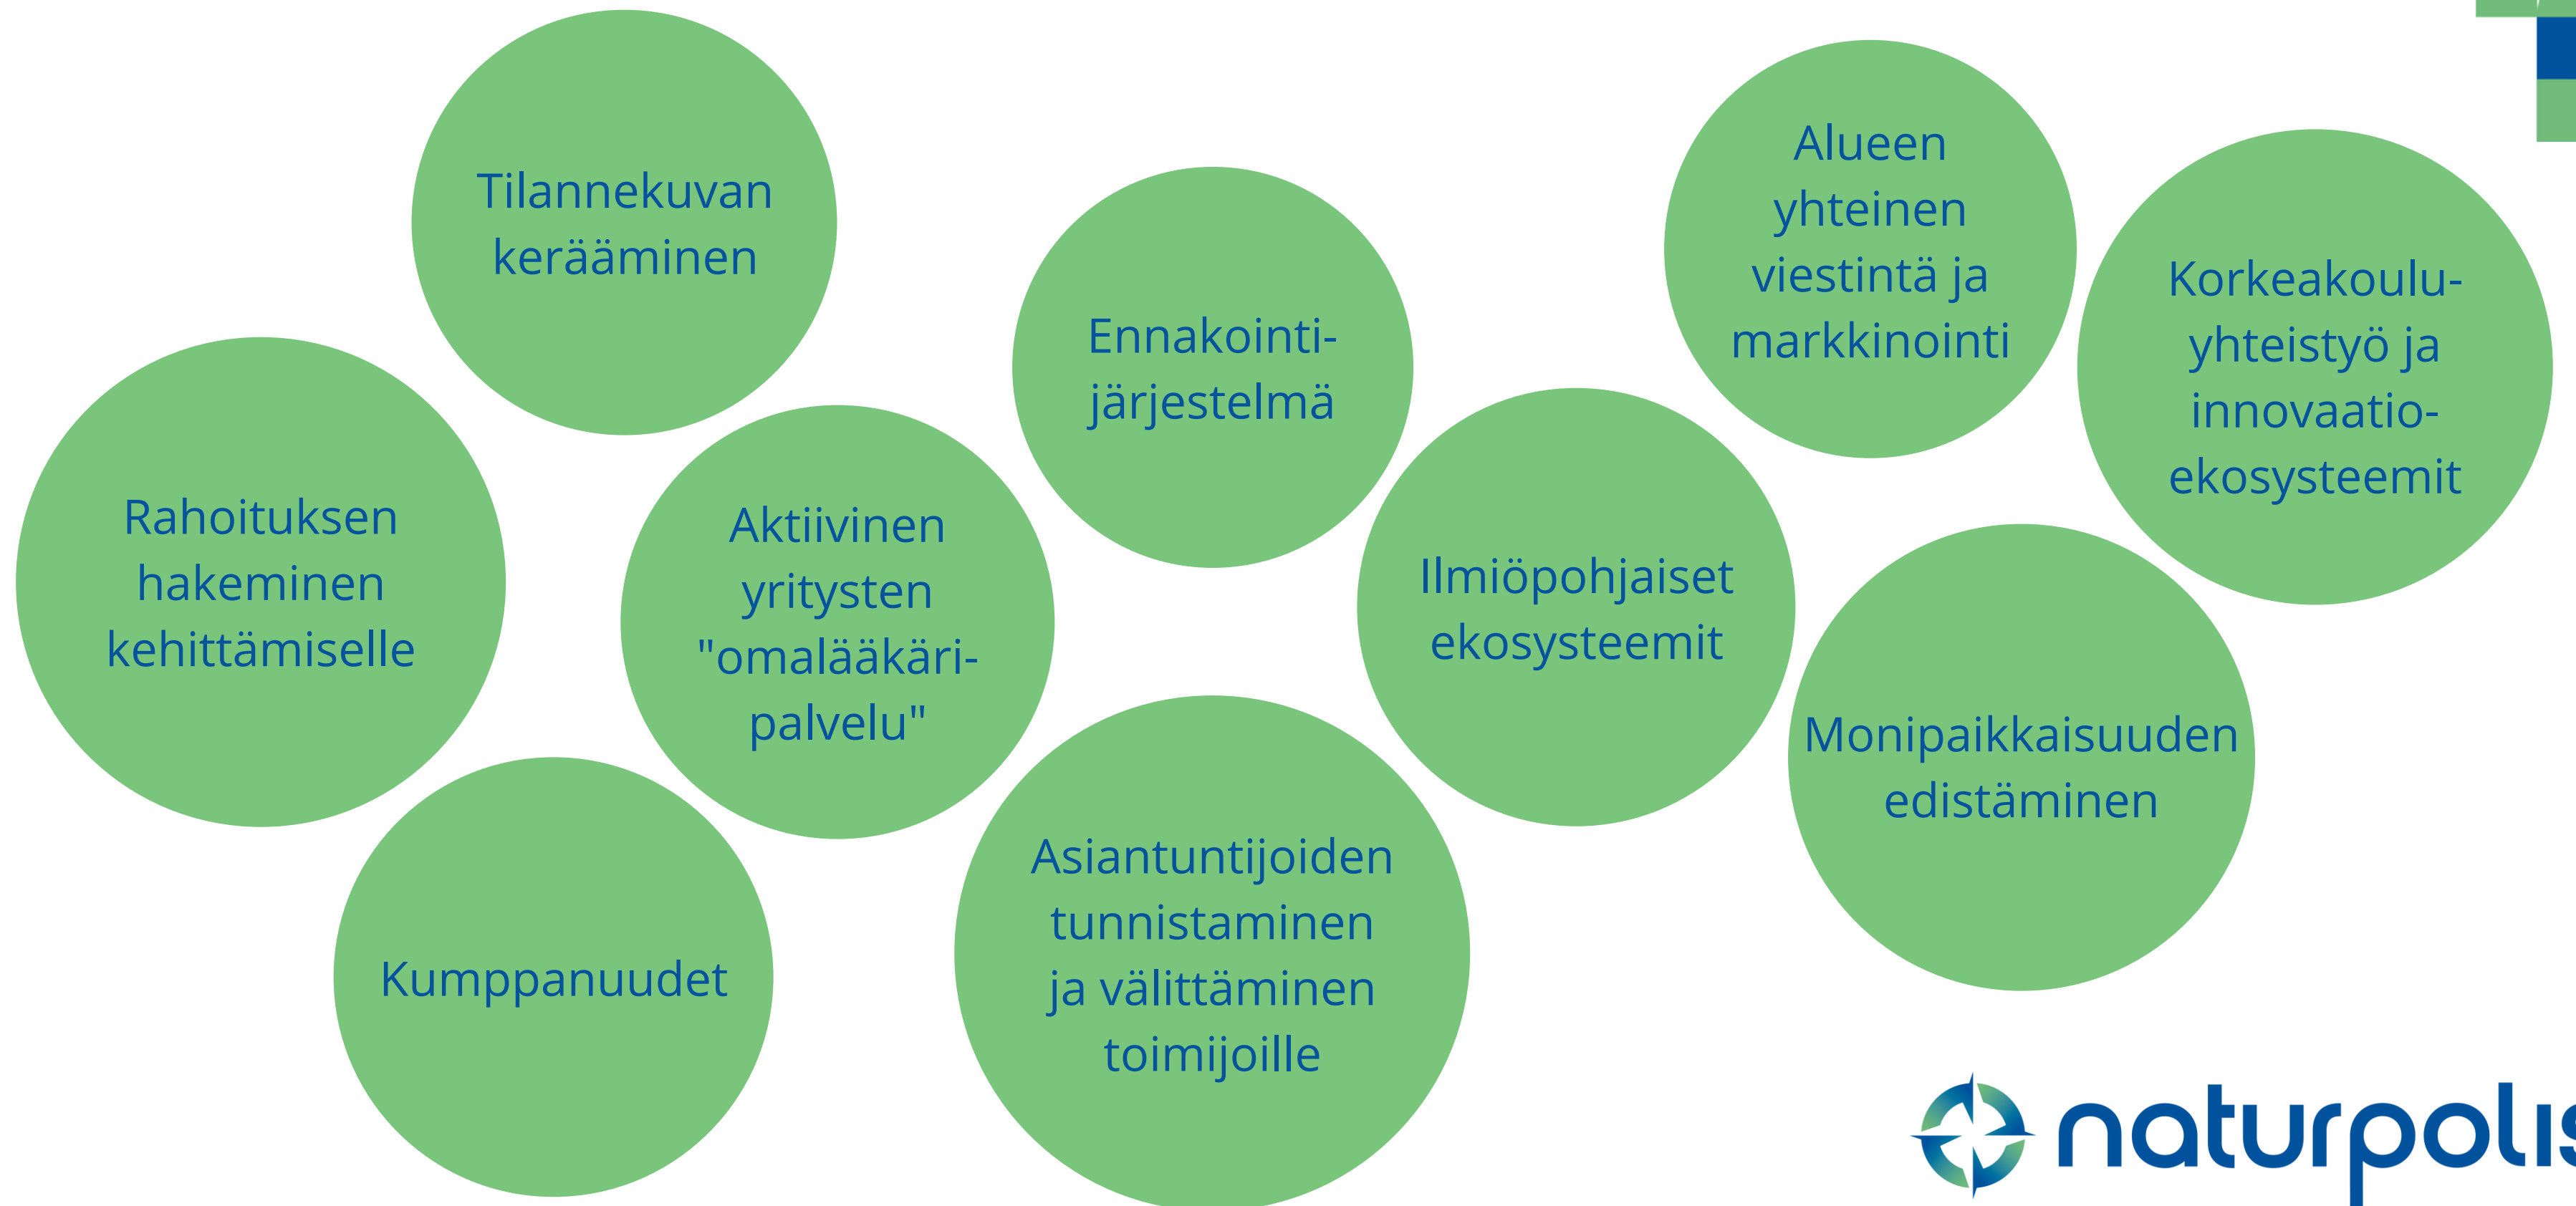 Tilannekuvan
kerääminen
Alueen
yhteinen
viestintä ja
markkinointi
Korkeakoulu-
yhteistyö ja
innovaatio-
ekosysteemit
Ennakointi-
järjestelmä
Rahoituksen
hakeminen
kehittämiselle
Aktiivinen
yritysten
"omalääkäri-
palvelu"
Ilmiöpohjaiset
ekosysteemit
Monipaikkaisuuden
edistäminen
Kumppanuudet
Asiantuntijoiden
tunnistaminen
ja välittäminen
toimijoille
naturpolis